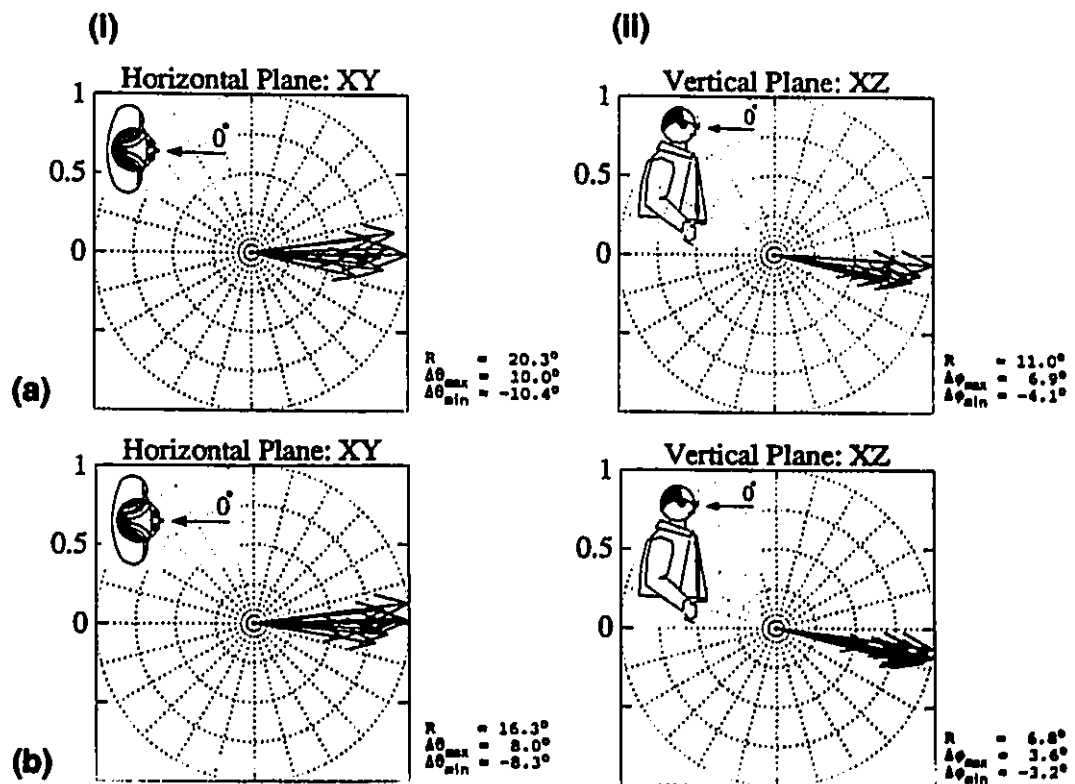 (i)
(ii)
Horizontal Plane: XY
1
0.5
0
0°
R = 20.3°
Δθmax = 10.0°
Δθmin = -10.4°
(a)
Vertical Plane: XZ
1
0.5
0
0°
R = 11.0°
Δφmax = 6.9°
Δφmin = -4.1°
Horizontal Plane: XY
1
0.5
0
0°
R = 16.3°
Δθmax = 8.0°
Δθmin = -8.3°
(b)
Vertical Plane: XZ
1
0.5
0
0°
R = 6.8°
Δφmax = 3.6°
Δφmin = -3.2°